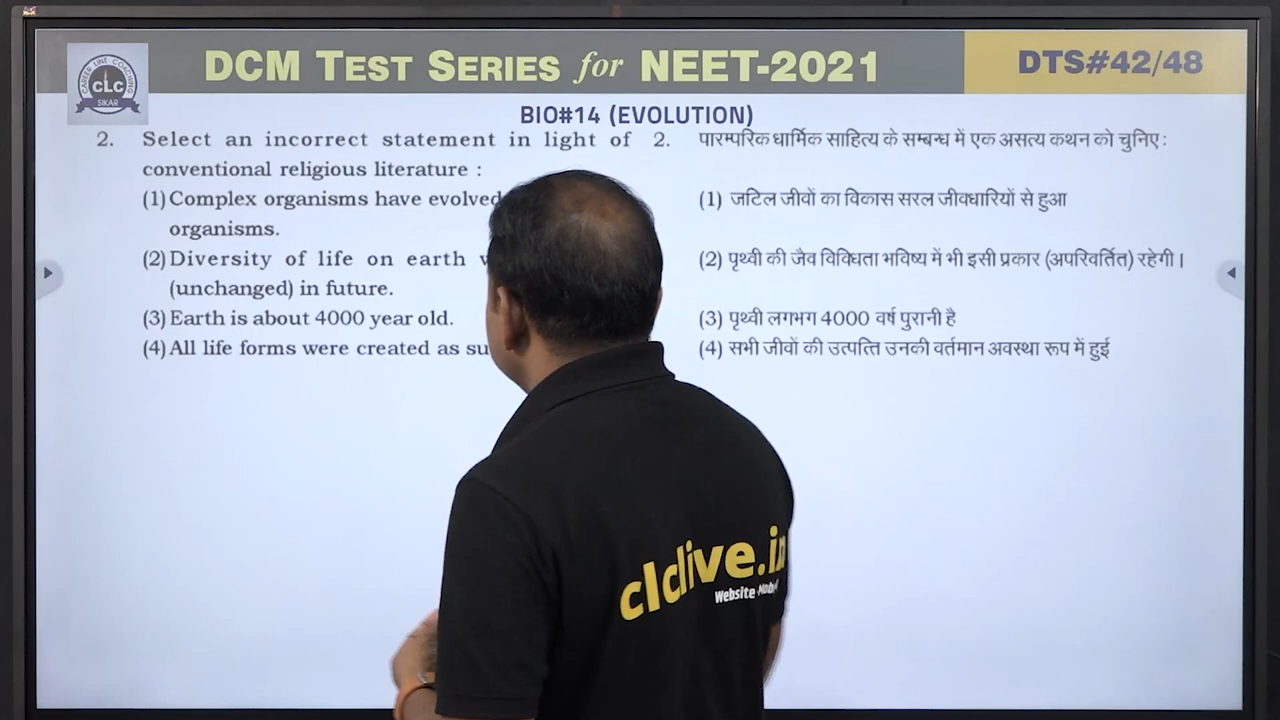 DCM TEST SERIES for NEET-2021
DTS#42/48
CAREER LINE COACHING
CLC
SIKAR
BIO#14 (EVOLUTION)
2. Select an incorrect statement in light of
conventional religious literature :
(1) Complex organisms have evolved
organisms.
(2) Diversity of life on earth
(unchanged) in future.
(3) Earth is about 4000 year old.
(4) All life forms were created as
2. पारम्परिक धार्मिक साहित्य के सम्बन्ध में एक असत्य कथन को चुनिए :
(1) जटिल जीवों का विकास सरल जीवधारियों से हुआ
(2) पृथ्वी की जैव विविधता भविष्य में भी इसी प्रकार (अपरिवर्तित) रहेगी।
(3) पृथ्वी लगभग 4000 वर्ष पुरानी है
(4) सभी जीवों की उत्पत्ति उनकी वर्तमान अवस्था रूप में हुई
clclive.in
Website